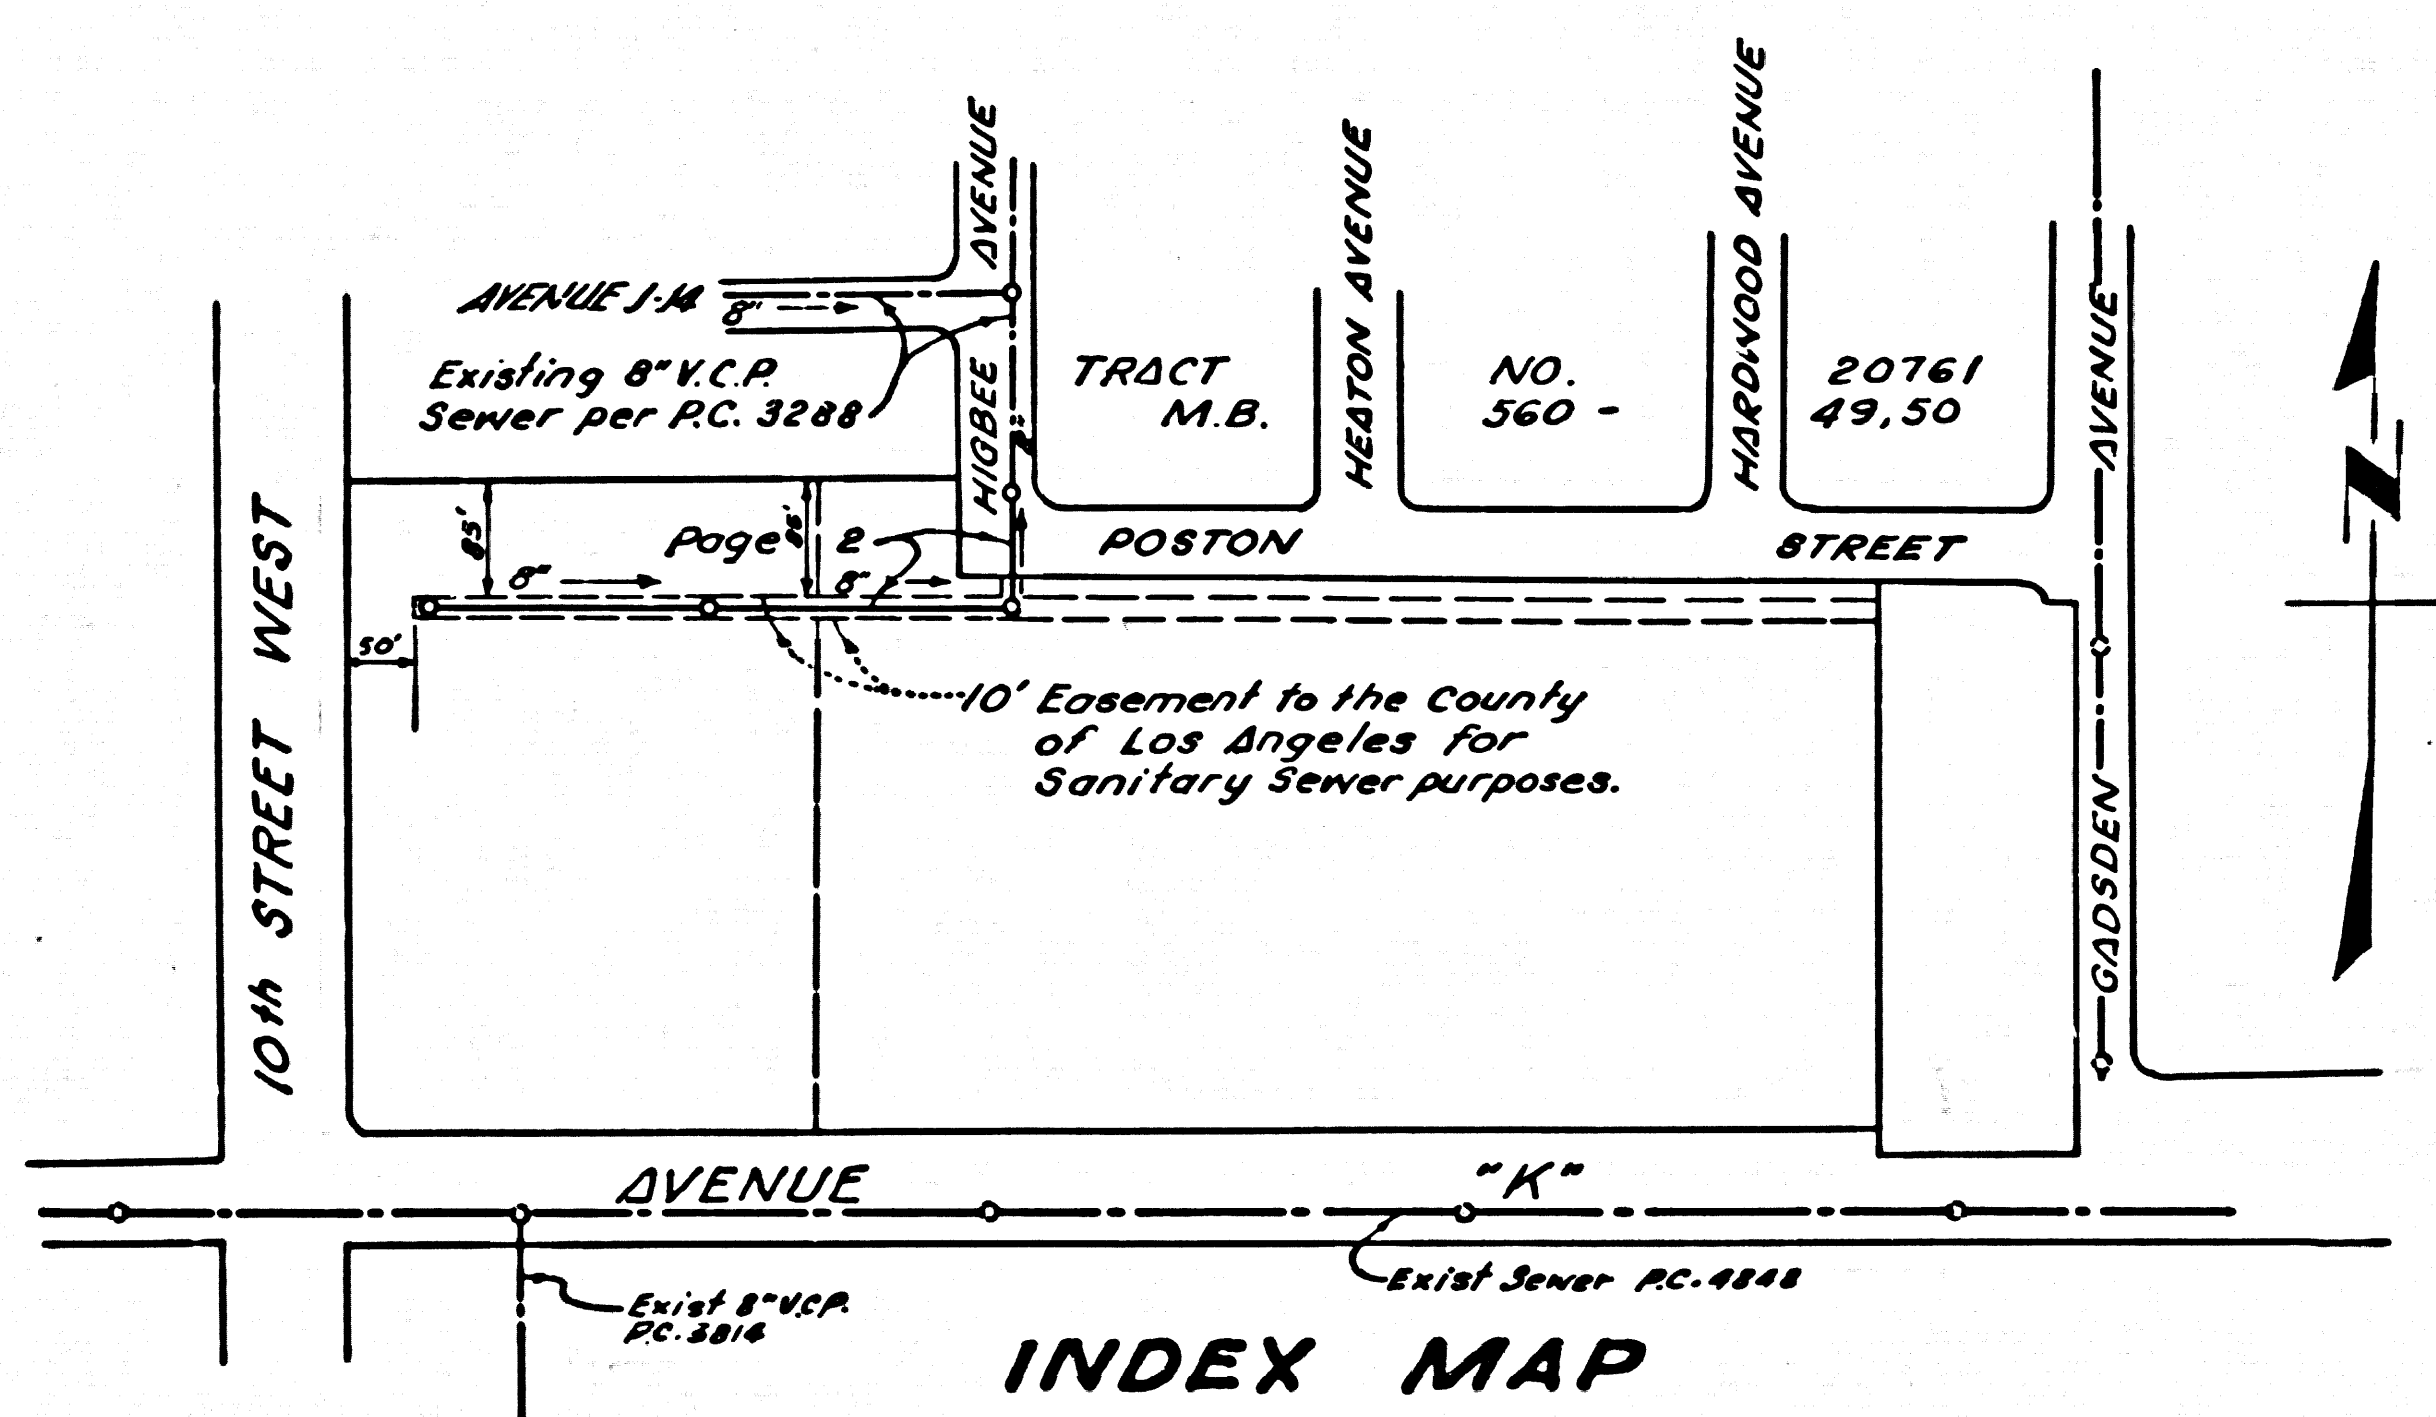 HARDWOOD AVENUE
HIGBEE AVENUE
HEATON AVENUE
AVENUE J-14
8"
Existing 8" V.C.P.
Sewer per P.C. 3288
TRACT NO. 20761
M.B. 560 - 49,50
GADSDEN AVENUE
N
10th STREET WEST
85'
Page 2
8"
8"
POSTON STREET
50'
10' Easement to the County
of Los Angeles for
Sanitary Sewer purposes.
AVENUE "K"
Exist Sewer P.C. 4848
Exist 8" V.C.P.
P.C. 3814
INDEX MAP